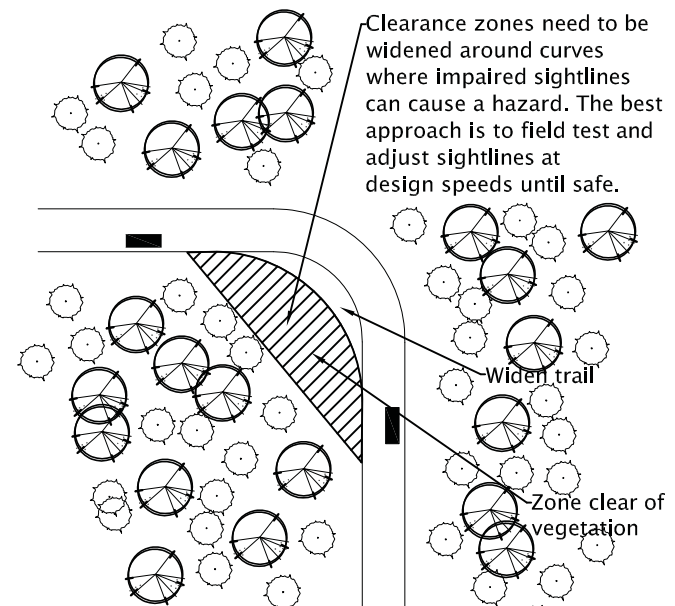 Clearance zones need to be
widened around curves
where impaired sightlines
can cause a hazard. The best
approach is to field test and
adjust sightlines at
design speeds until safe.
Widen trail
Zone clear of
vegetation